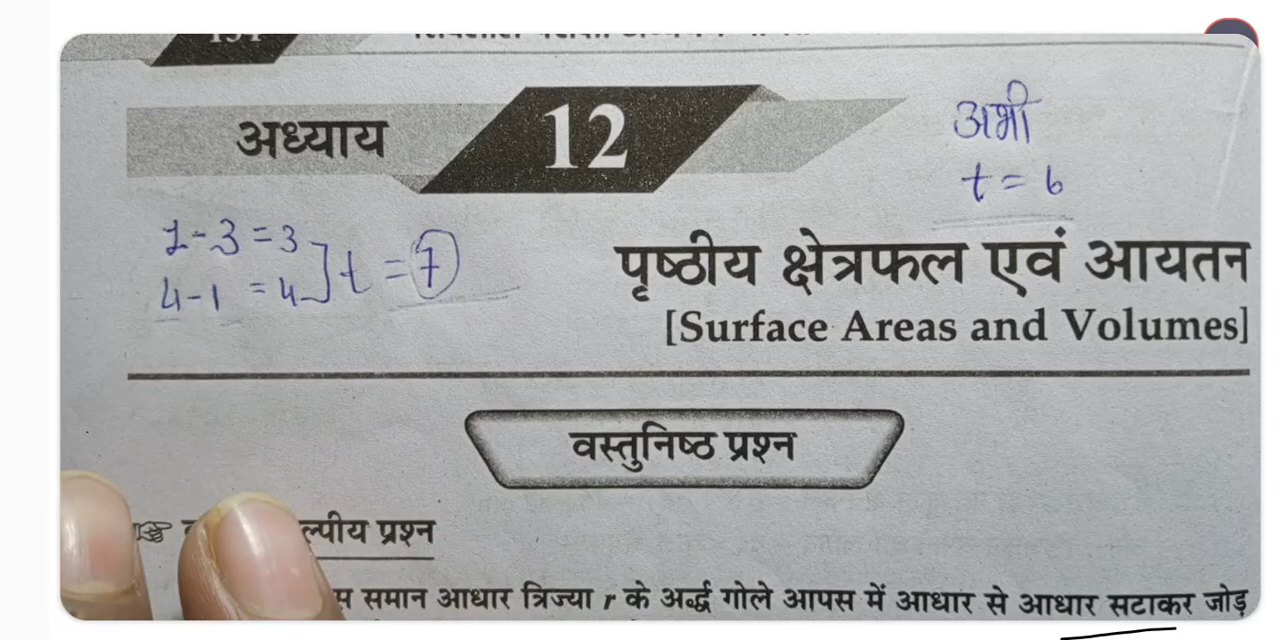 अध्याय 12
अभी
t = 6
1-3 = 3
4-1 = 4 ] t = 7
पृष्ठीय क्षेत्रफल एवं आयतन
[Surface Areas and Volumes]
वस्तुनिष्ठ प्रश्न
प्रश्न
समान आधार त्रिज्या r के अर्द्ध गोले आपस में आधार से आधार सटाकर जोड़